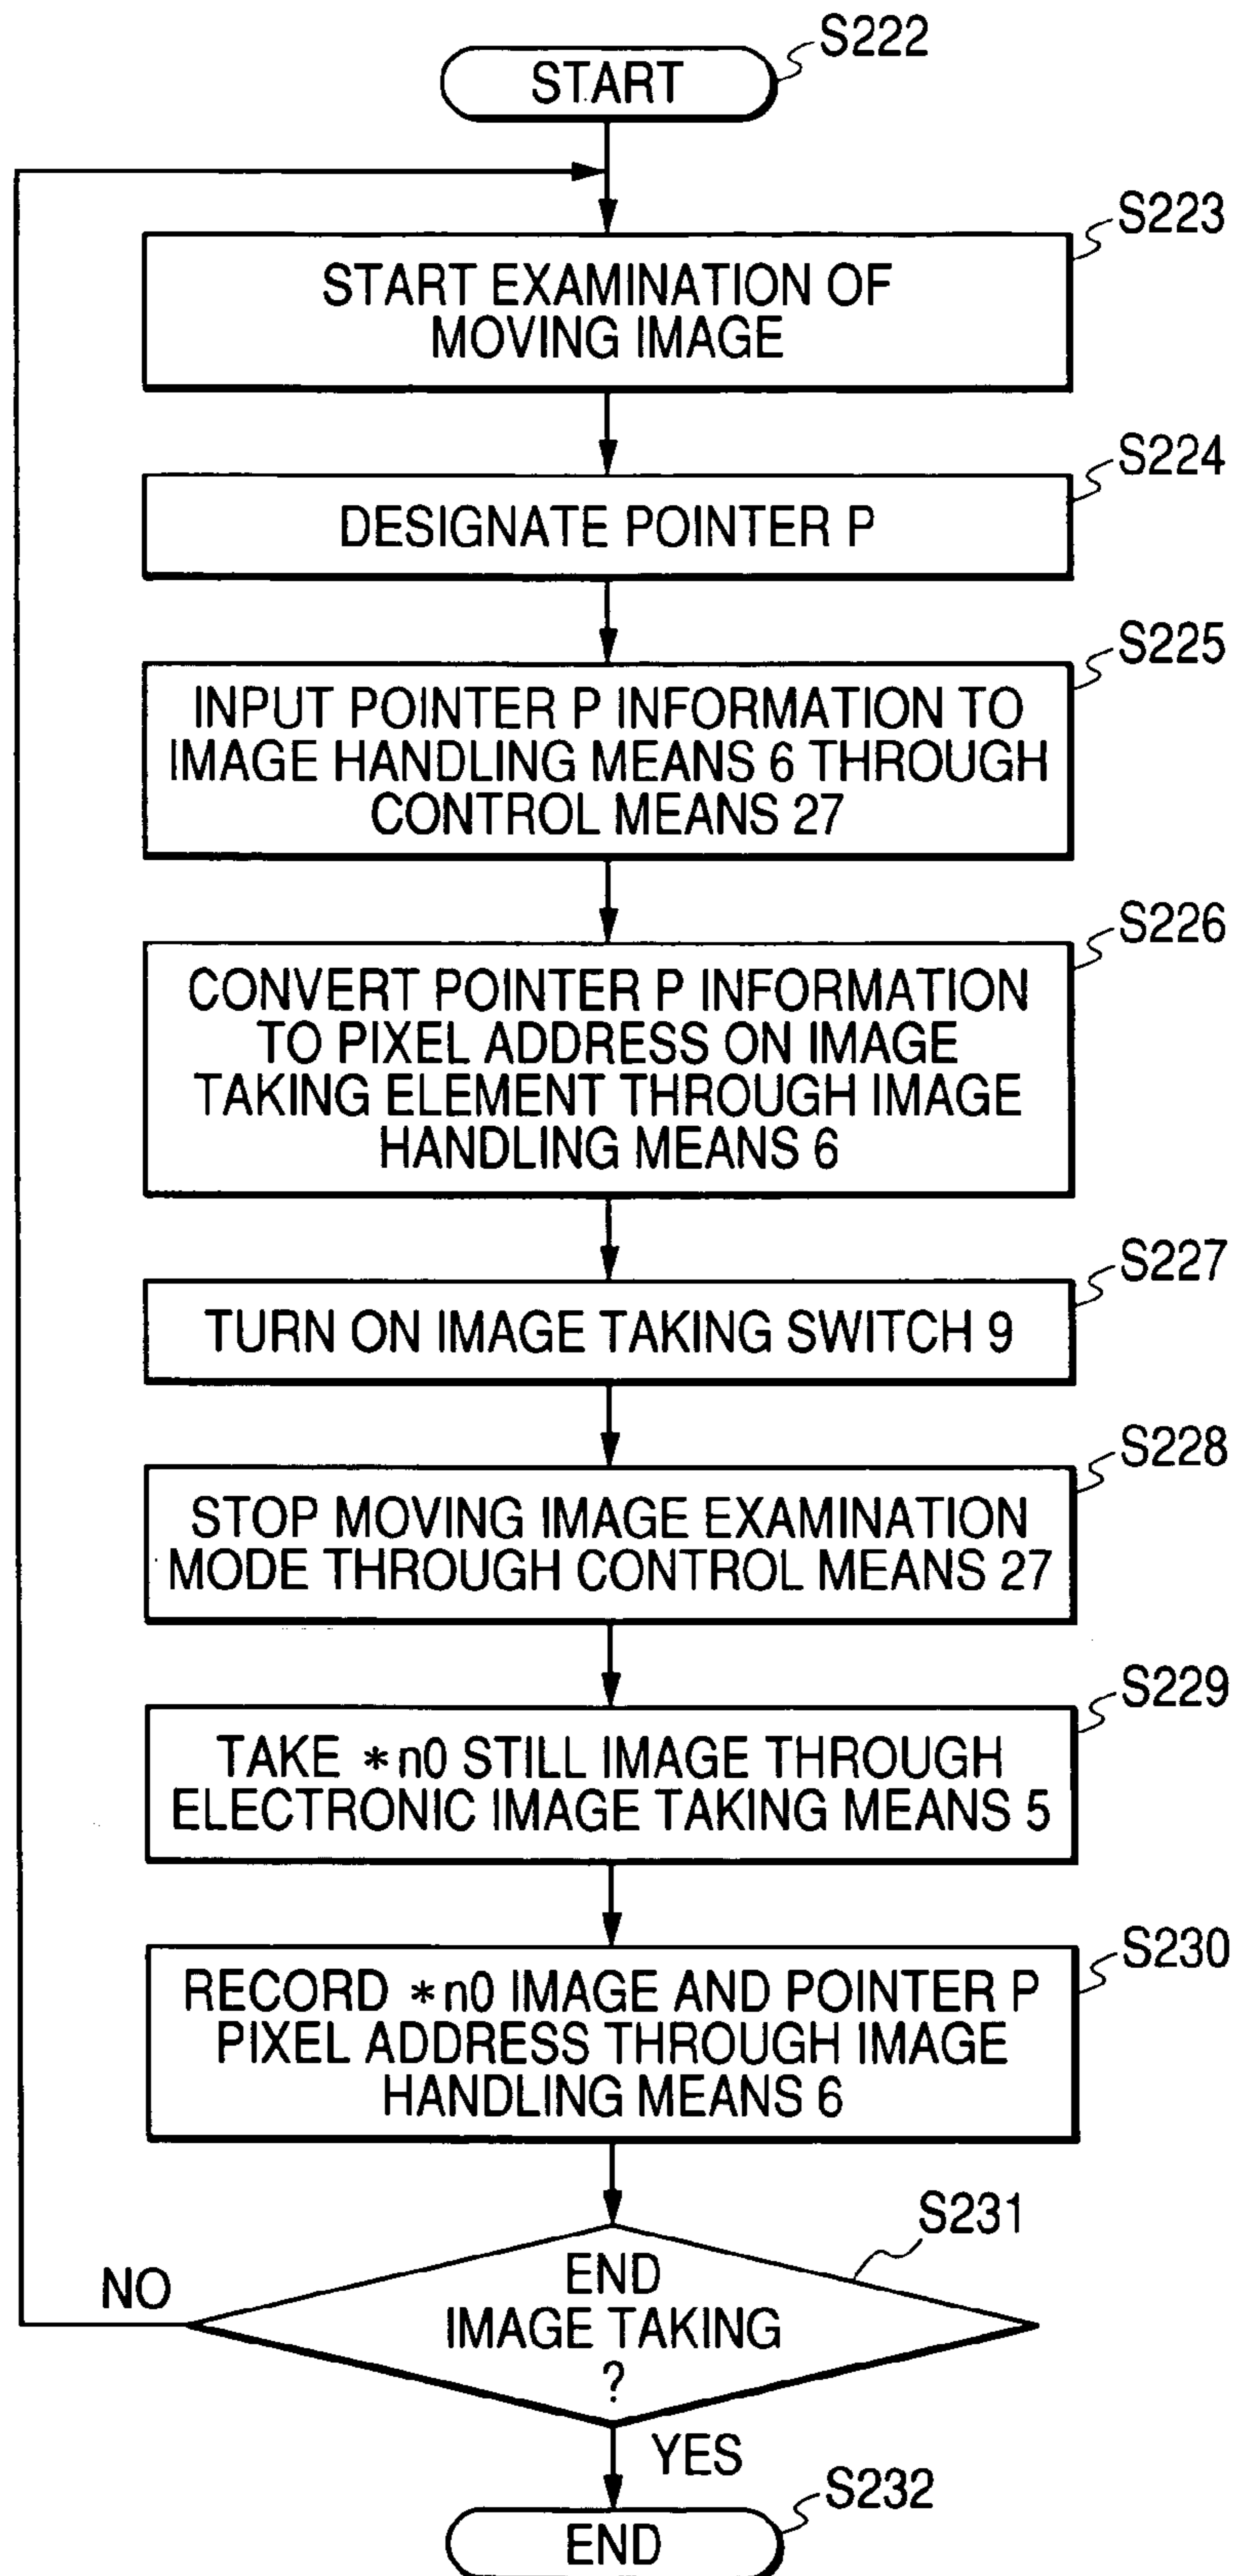 S222
START
S223
START EXAMINATION OF
MOVING IMAGE
S224
DESIGNATE POINTER P
S225
INPUT POINTER P INFORMATION TO
IMAGE HANDLING MEANS 6 THROUGH
CONTROL MEANS 27
S226
CONVERT POINTER P INFORMATION
TO PIXEL ADDRESS ON IMAGE
TAKING ELEMENT THROUGH IMAGE
HANDLING MEANS 6
S227
TURN ON IMAGE TAKING SWITCH 9
S228
STOP MOVING IMAGE EXAMINATION
MODE THROUGH CONTROL MEANS 27
S229
TAKE *n0 STILL IMAGE THROUGH
ELECTRONIC IMAGE TAKING MEANS 5
S230
RECORD *n0 IMAGE AND POINTER P
PIXEL ADDRESS THROUGH IMAGE
HANDLING MEANS 6
S231
END
IMAGE TAKING
?
NO
YES
S232
END